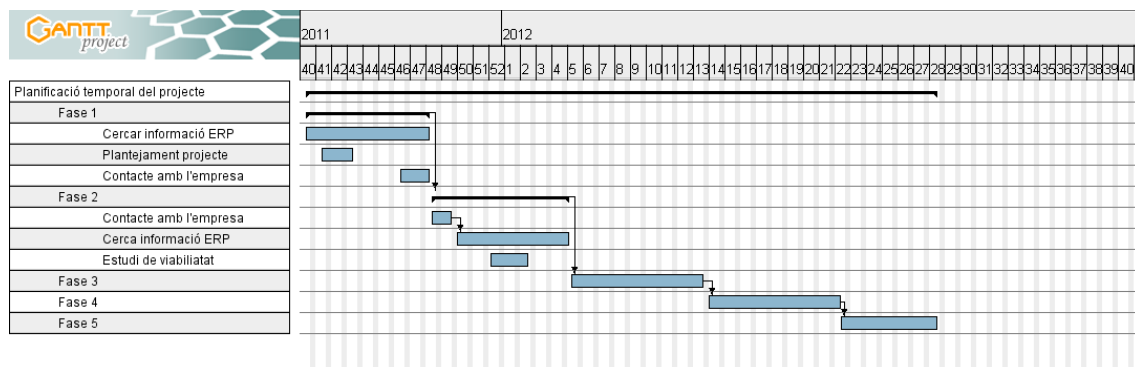 GANTT
project
2011 2012
40 41 42 43 44 45 46 47 48 49 50 51 52 1 2 3 4 5 6 7 8 9 10 11 12 13 14 15 16 17 18 19 20 21 22 23 24 25 26 27 28 29 30 31 32 33 34 35 36 37 38 39 40
Planificació temporal del projecte
Fase 1
Cercar informació ERP
Plantejament projecte
Contacte amb l'empresa
Fase 2
Contacte amb l'empresa
Cerca informació ERP
Estudi de viabiliatat
Fase 3
Fase 4
Fase 5